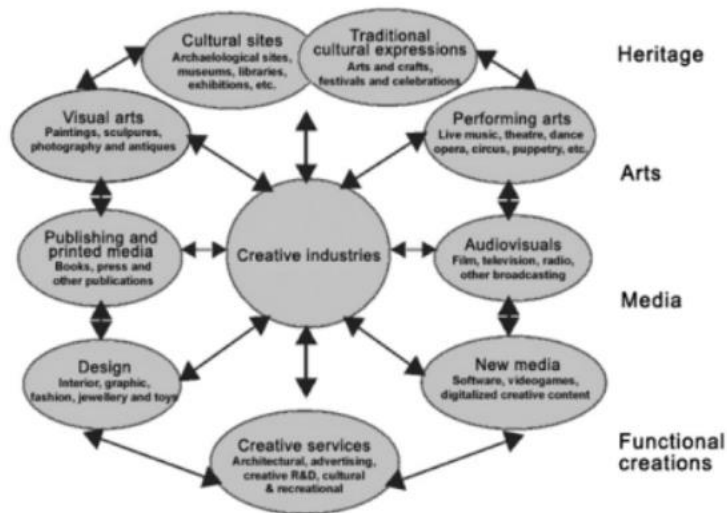 Cultural sites
Archaelological sites,
museums, libraries,
exhibitions, etc.
Traditional
cultural expressions
Arts and crafts,
festivals and celebrations
Heritage
Visual arts
Paintings, sculpures,
photography and antiques
Performing arts
Live music, theatre, dance
opera, circus, puppetry, etc.
Arts
Publishing and
printed media
Books, press and
other publications
Creative industries
Audiovisuals
Film, television, radio,
other broadcasting
Media
Design
Interior, graphic,
fashion, jewellery and toys
New media
Software, videogames,
digitalized creative content
Creative services
Architectural, advertising,
creative R&D, cultural
& recreational
Functional
creations